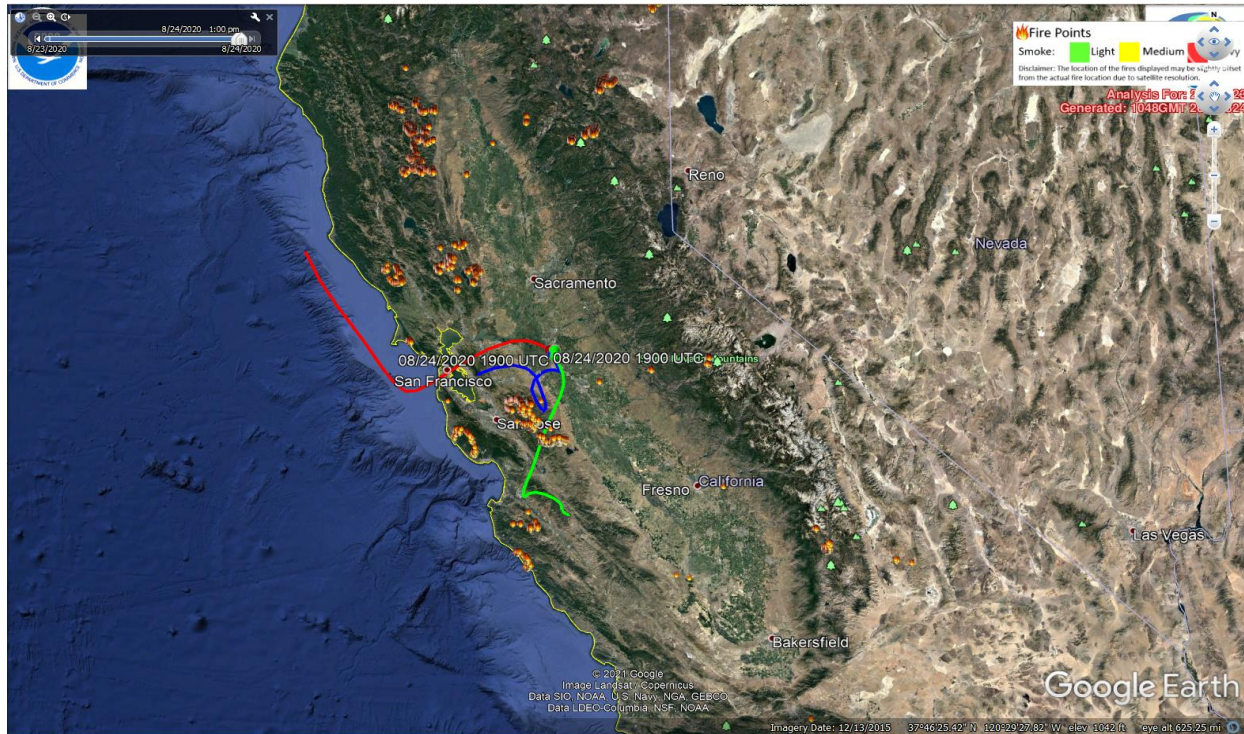 8/24/2020 1:00 pm
8/23/2020
8/24/2020
U.S. DEPARTMENT OF COMMERCE
N
Fire Points
Smoke: Light Medium
Disclaimer: The location of the fires displayed may be slightly offset
from the actual fire location due to satellite resolution.
Analysis For:
Generated: 1048GMT
Reno
Nevada
Sacramento
08/24/2020 1900 UTC
08/24/2020 1900 UTC
San Francisco
San Jose
Fresno
California
Las Vegas
Bakersfield
© 2021 Google
Image Landsat / Copernicus
Data SIO, NOAA, U.S. Navy, NGA, GEBCO
Data LDEO-Columbia, NSF, NOAA
Google Earth
Imagery Date: 12/13/2015 37°46'25.42" N 120°29'27.82" W elev 1042 ft eye alt 625.25 mi